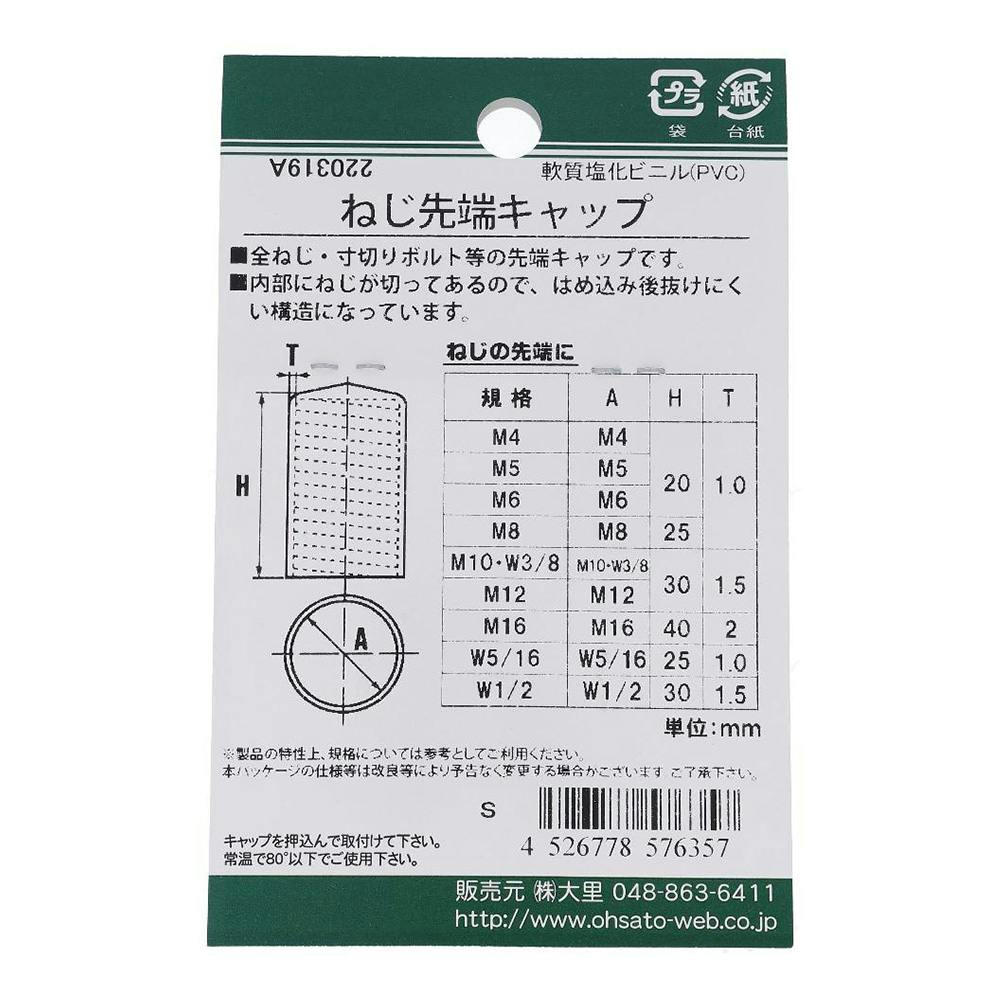 プラ
紙
袋
台紙
220319A
軟質塩化ビニル(PVC)
ねじ先端キャップ
■全ねじ・寸切りボルト等の先端キャップです。
■内部にねじが切ってあるので、はめ込み後抜けにく
い構造になっています。
T
H
A
ねじの先端に
規格 A H T
M4 M4
M5 M5
20 1.0
M6 M6
M8 M8 25
M10・W3/8 M10・W3/8
30 1.5
M12 M12
M16 M16 40 2
W5/16 W5/16 25 1.0
W1/2 W1/2 30 1.5
単位:mm
※製品の特性上、規格については参考としてご利用ください。
本パッケージの仕様等は改良等により予告なく変更する場合がございます ご了承下さい。
S
4 526778 576357
キャップを押込んで取付けて下さい。
常温で80°以下でご使用下さい。
販売元 ㈱大里 048-863-6411
http://www.ohsato-web.co.jp